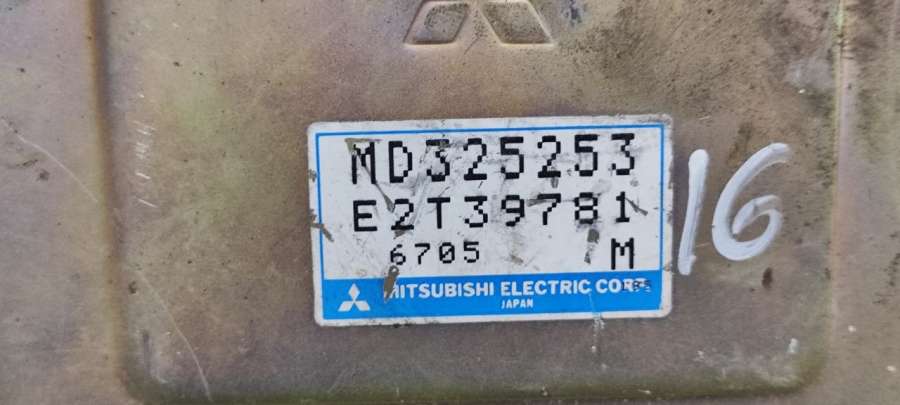 MD325253
E2T39781
6705 M
MITSUBISHI ELECTRIC CORP.
JAPAN
16